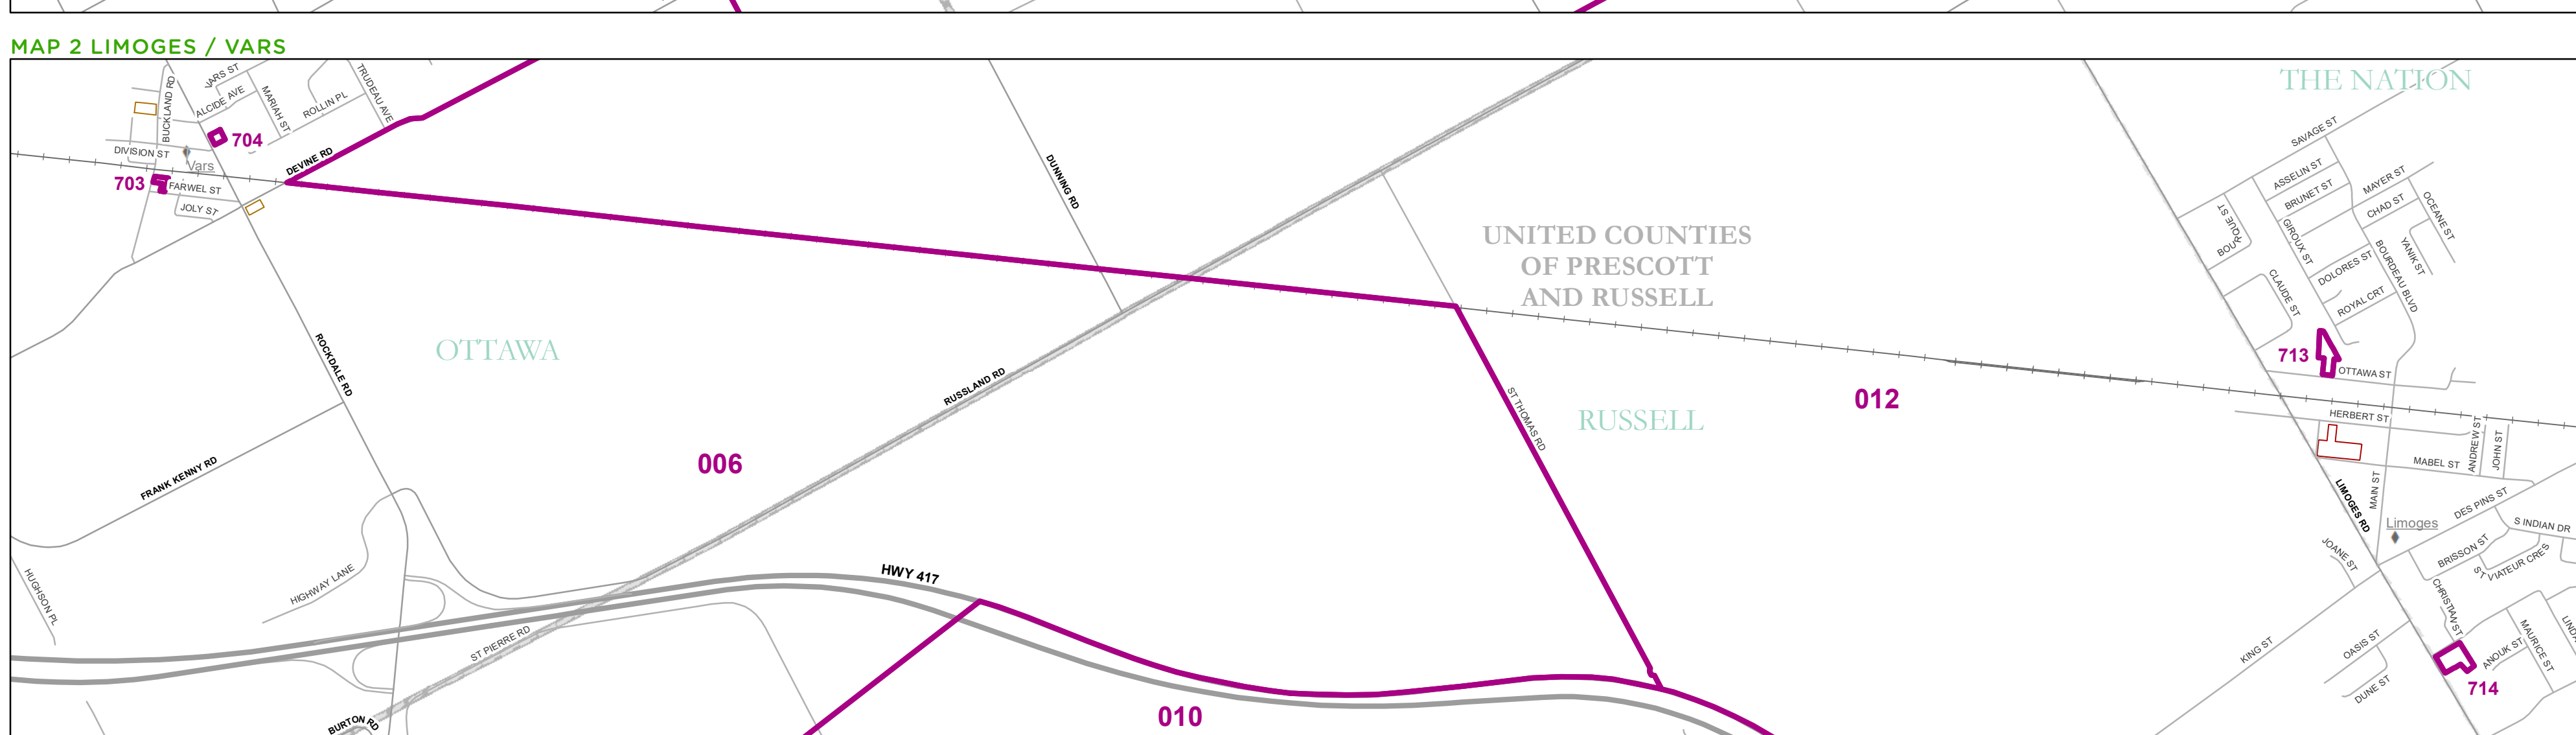 MAP 2 LIMOGES / VARS
THE NATION
VARS ST
BUCKLAND RD
ALCIDE AVE
MARIAH ST
ROLLIN PL
TRUDEAU AVE
704
DIVISION ST
Vars
DEVINE RD
703
FARWEL ST
JOLY ST
DUNNING RD
UNITED COUNTIES
OF PRESCOTT
AND RUSSELL
SAVAGE ST
ASSELIN ST
BRUNET ST
MAYER ST
CHAD ST
OCEANE ST
GIROUX ST
BOURDEAU BLVD
YANIK ST
DOLORES ST
CLAUDE ST
ROYAL CRT
713
OTTAWA ST
ROCKDALE RD
OTTAWA
RUSSLAND RD
ST THOMAS RD
RUSSELL
012
HERBERT ST
ANDREW ST
JOHN ST
MABEL ST
MAIN ST
LIMOGES RD
006
FRANK KENNY RD
DES PINS ST
S INDIAN DR
Limoges
BRISSON ST
ST VIATEUR CRES
JOANE ST
CHRISTIAN ST
HUGHSON PL
HIGHWAY LANE
HWY 417
ST PIERRE RD
KING ST
OASIS ST
DUNE ST
ANOUK ST
MAURICE ST
714
010
BURTON RD